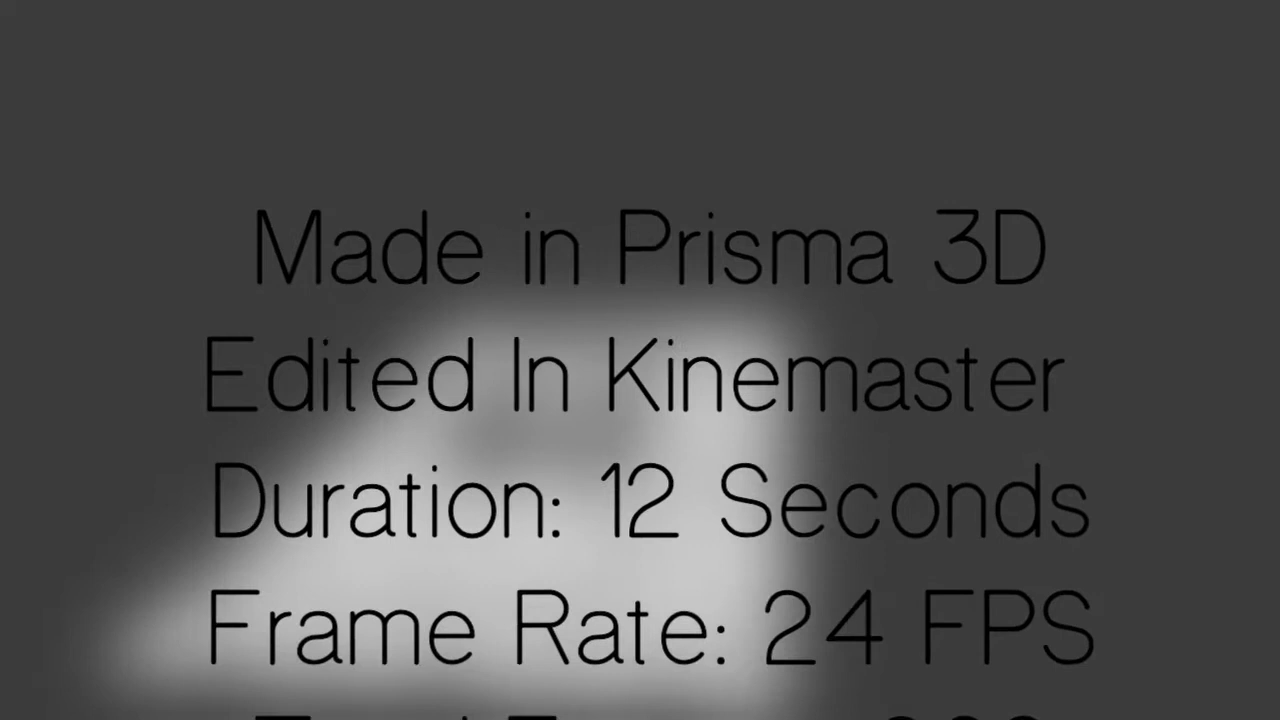 Made in Prisma 3D
Edited In Kinemaster
Duration: 12 Seconds
Frame Rate: 24 FPS